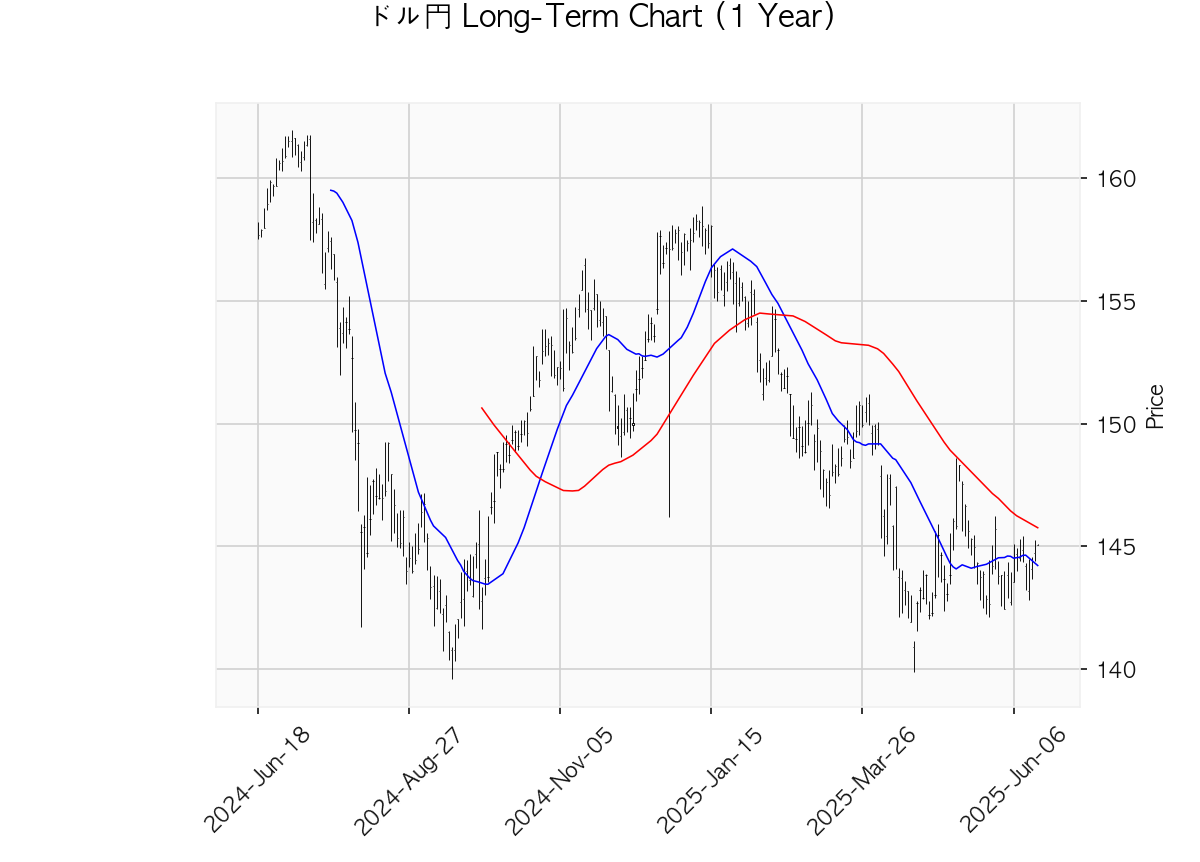 ドル円 Long-Term Chart (1 Year)
160
155
150
145
140
Price
2024-Jun-18
2024-Aug-27
2024-Nov-05
2025-Jan-15
2025-Mar-26
2025-Jun-06